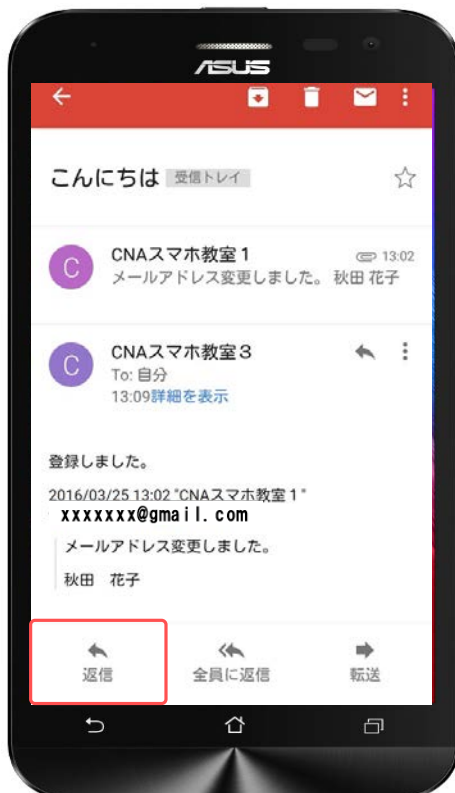 ASUS
こんにちは 受信トレイ
C
CNAスマホ教室1 13:02
メールアドレス変更しました。 秋田 花子
C
CNAスマホ教室3
To: 自分
13:09詳細を表示
登録しました。
2016/03/25 13:02 "CNAスマホ教室1"
xxxxxxx@gmail.com
メールアドレス変更しました。
秋田 花子
返信 全員に返信 転送